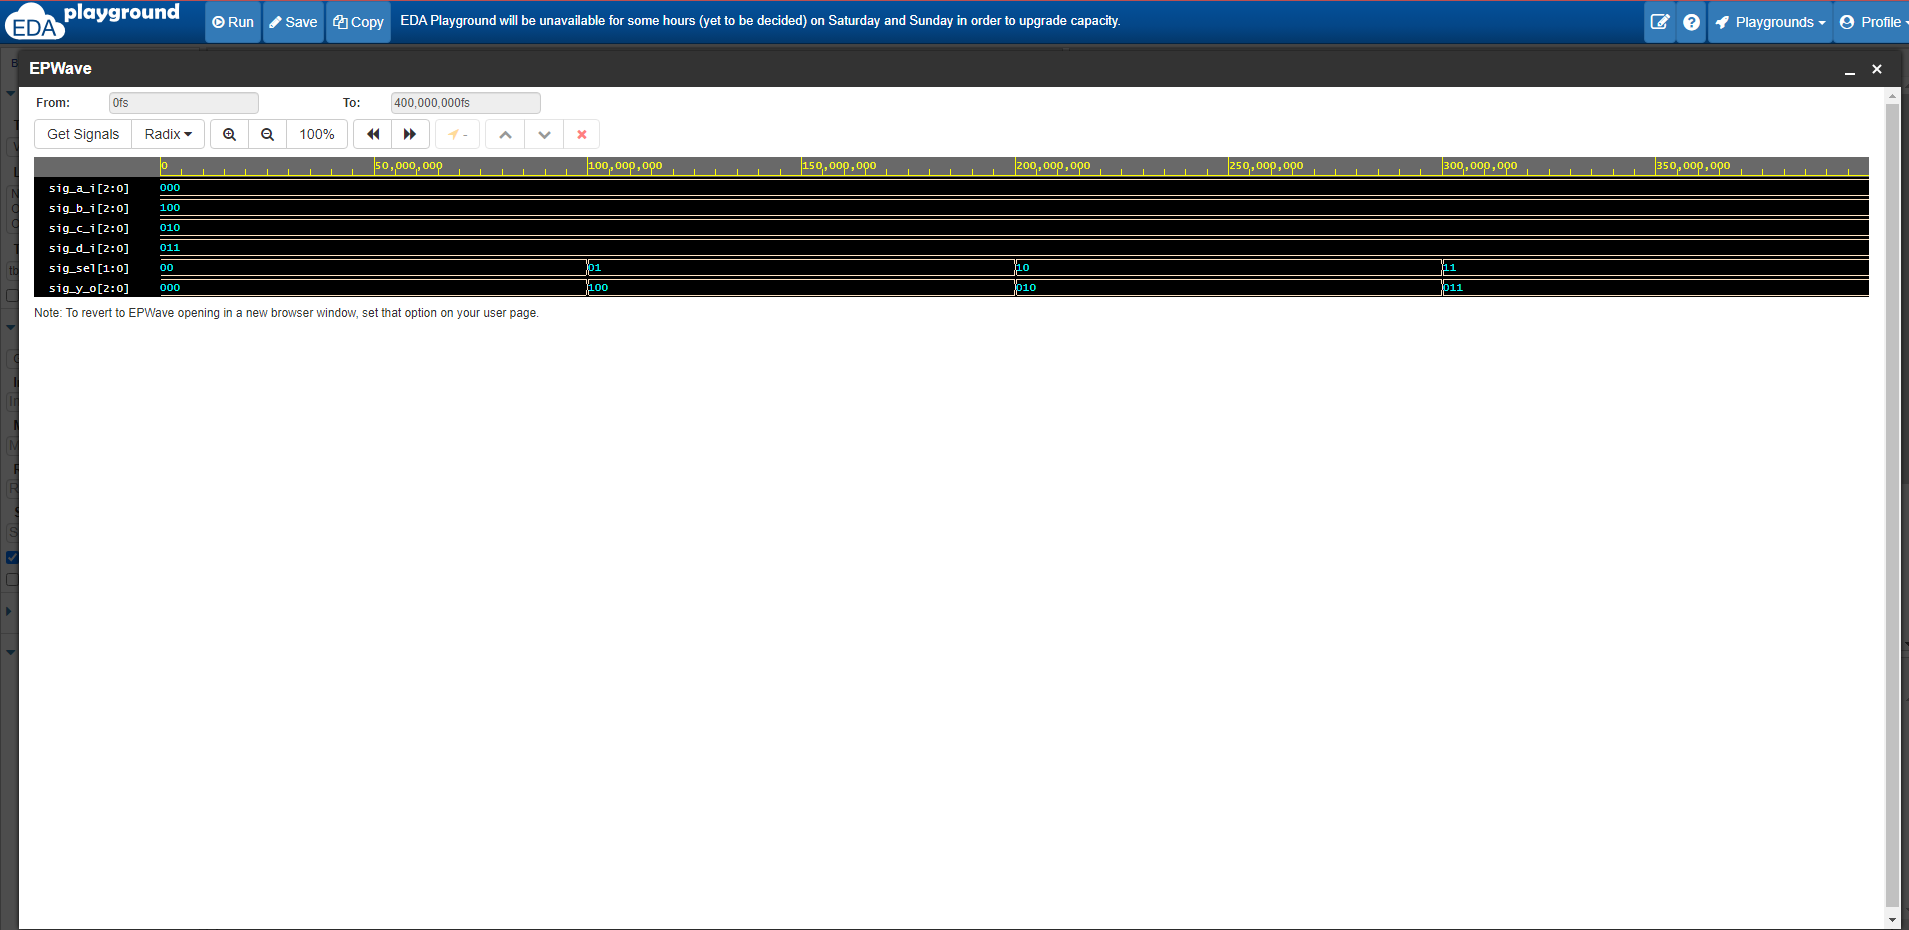 EDA playground
Run Save Copy EDA Playground will be unavailable for some hours (yet to be decided) on Saturday and Sunday in order to upgrade capacity. Playgrounds Profile
EPWave
From: 0fs To: 400,000,000fs
Get Signals Radix 100% -
0 50,000,000 100,000,000 150,000,000 200,000,000 250,000,000 300,000,000 350,000,000
sig_a_i[2:0] 000
sig_b_i[2:0] 100
sig_c_i[2:0] 010
sig_d_i[2:0] 011
sig_sel[1:0] 00 01 10 11
sig_y_o[2:0] 000 100 010 011
Note: To revert to EPWave opening in a new browser window, set that option on your user page.